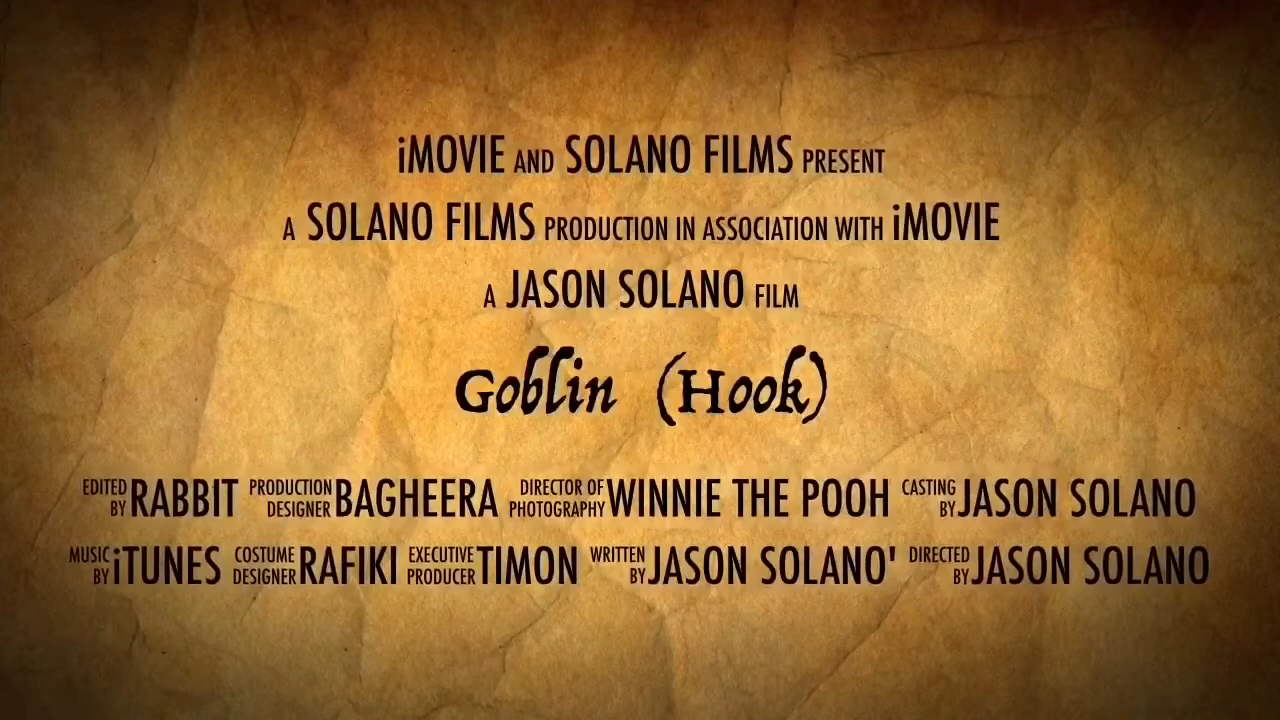 iMOVIE AND SOLANO FILMS PRESENT
A SOLANO FILMS PRODUCTION IN ASSOCIATION WITH iMOVIE
A JASON SOLANO FILM
Goblin (Hook)
EDITED BY RABBIT PRODUCTION DESIGNER BAGHEERA DIRECTOR OF PHOTOGRAPHY WINNIE THE POOH CASTING BY JASON SOLANO
MUSIC BY iTUNES COSTUME DESIGNER RAFIKI EXECUTIVE PRODUCER TIMON WRITTEN BY JASON SOLANO' DIRECTED BY JASON SOLANO